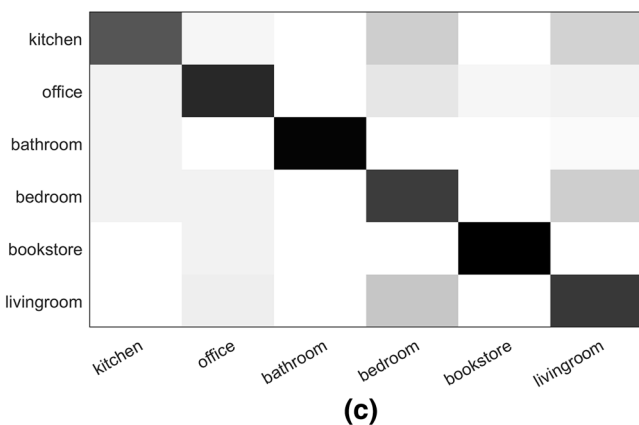 kitchen
office
bathroom
bedroom
bookstore
livingroom
kitchen
office
bathroom
bedroom
bookstore
livingroom
(c)